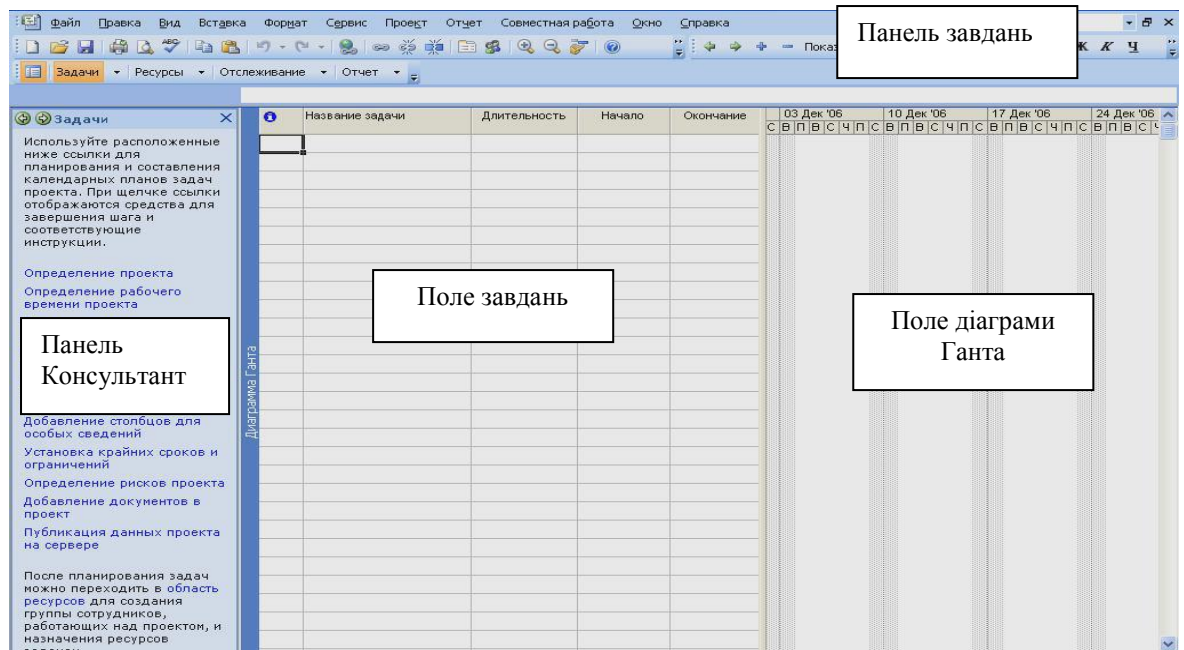 Файл Правка Вид Вставка Формат Сервис Проект Отчет Совместная работа Окно Справка
Панель завдань
Ж К Ч
Задачи Ресурсы Отслеживание Отчет
Задачи
Используйте расположенные
ниже ссылки для
планирования и составления
календарных планов задач
проекта. При щелчке ссылки
отображаются средства для
завершения шага и
соответствующие
инструкции.
Определение проекта
Определение рабочего
времени проекта
Панель
Консультант
Добавление столбцов для
особых сведений
Установка крайних сроков и
ограничений
Определение рисков проекта
Добавление документов в
проект
Публикация данных проекта
на сервере
После планирования задач
можно переходить в область
ресурсов для создания
группы сотрудников,
работающих над проектом, и
назначения ресурсов
Диаграмма Ганта
Название задачи Длительность Начало Окончание
03 Дек '06 10 Дек '06 17 Дек '06 24 Дек '06
С В П В С Ч П С В П В С Ч П С В П В С Ч П С В П В С Ч
Поле завдань
Поле діаграми
Ганта